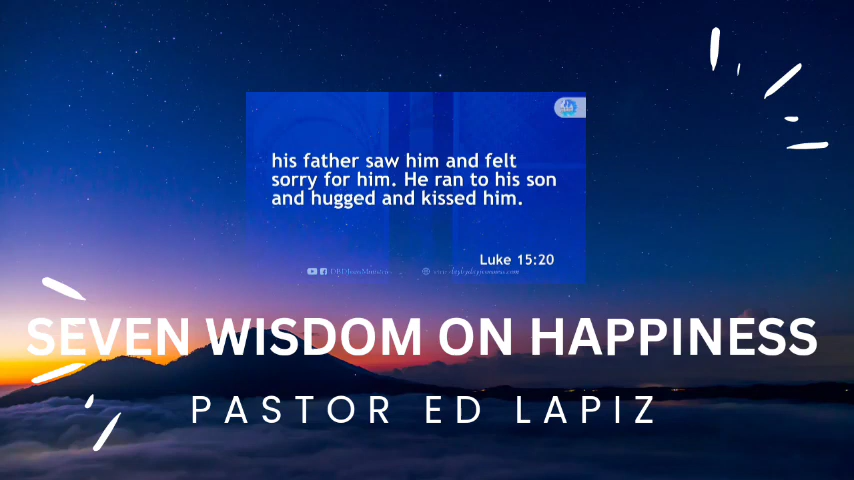 his father saw him and felt
sorry for him. He ran to his son
and hugged and kissed him.
Luke 15:20
SEVEN WISDOM ON HAPPINESS
PASTOR ED LAPIZ